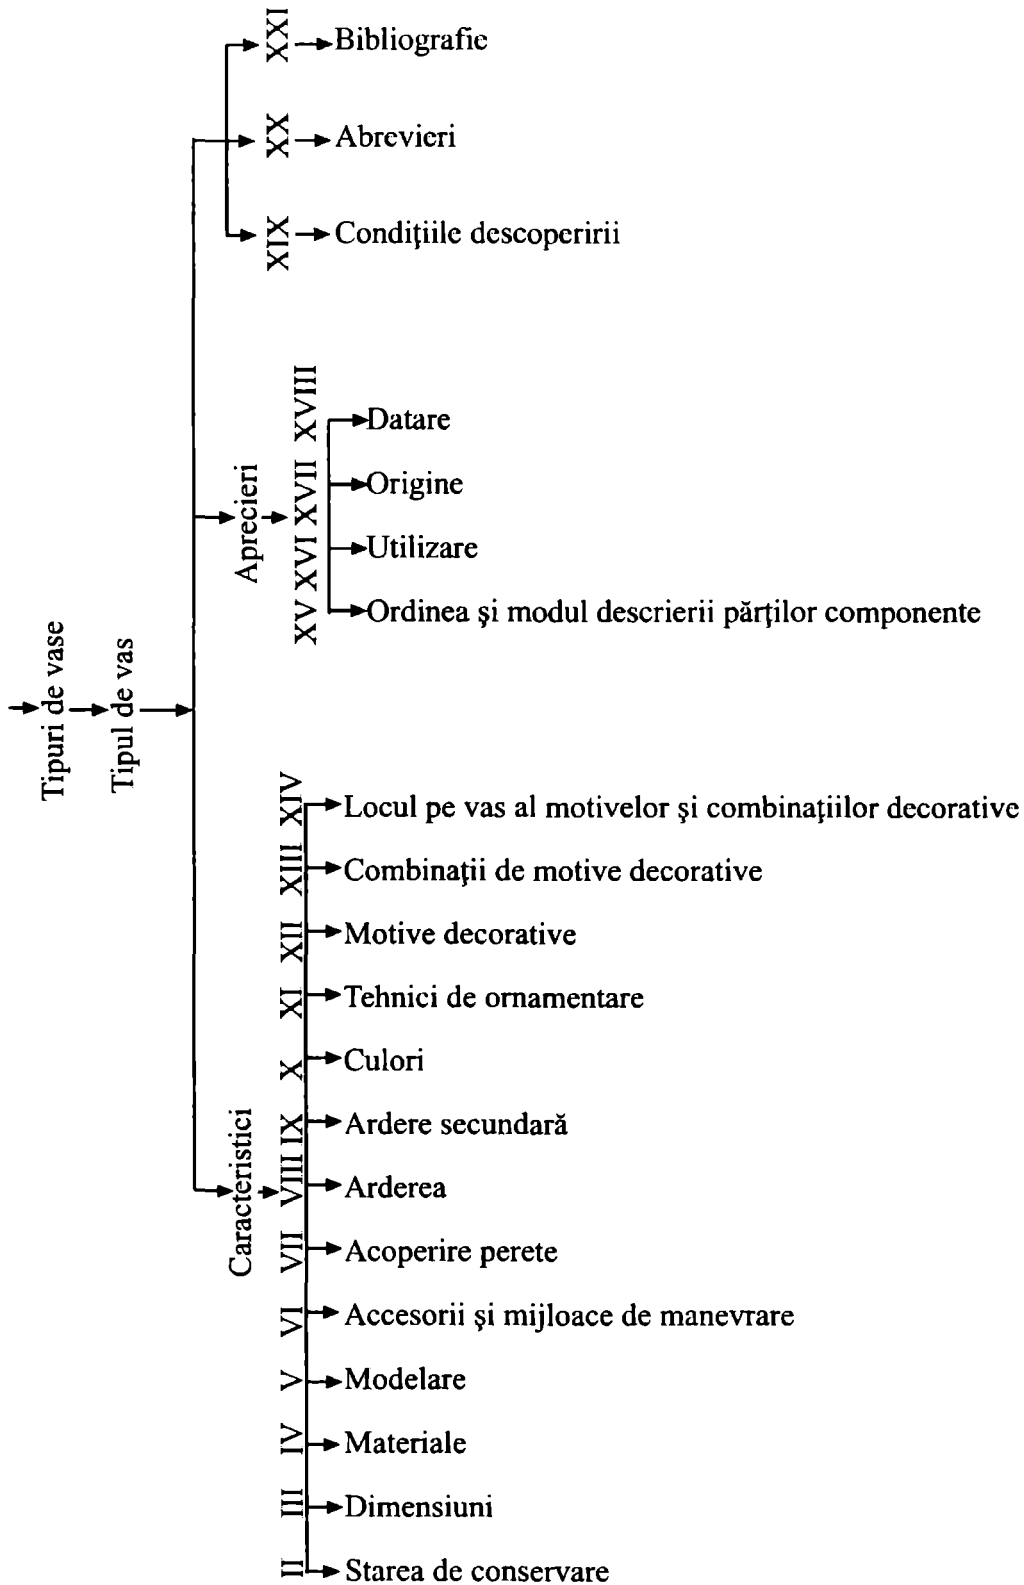 XXI Bibliografie
XX Abrevieri
XIX Condiţiile descoperirii
Tipuri de vase
Tipul de vas
Aprecieri
XVIII Datare
XVII Origine
XVI Utilizare
XV Ordinea şi modul descrierii părţilor componente
Caracteristici
XIV Locul pe vas al motivelor şi combinaţiilor decorative
XIII Combinaţii de motive decorative
XII Motive decorative
XI Tehnici de ornamentare
X Culori
IX Ardere secundară
VIII Arderea
VII Acoperire perete
VI Accesorii şi mijloace de manevrare
V Modelare
IV Materiale
III Dimensiuni
II Starea de conservare